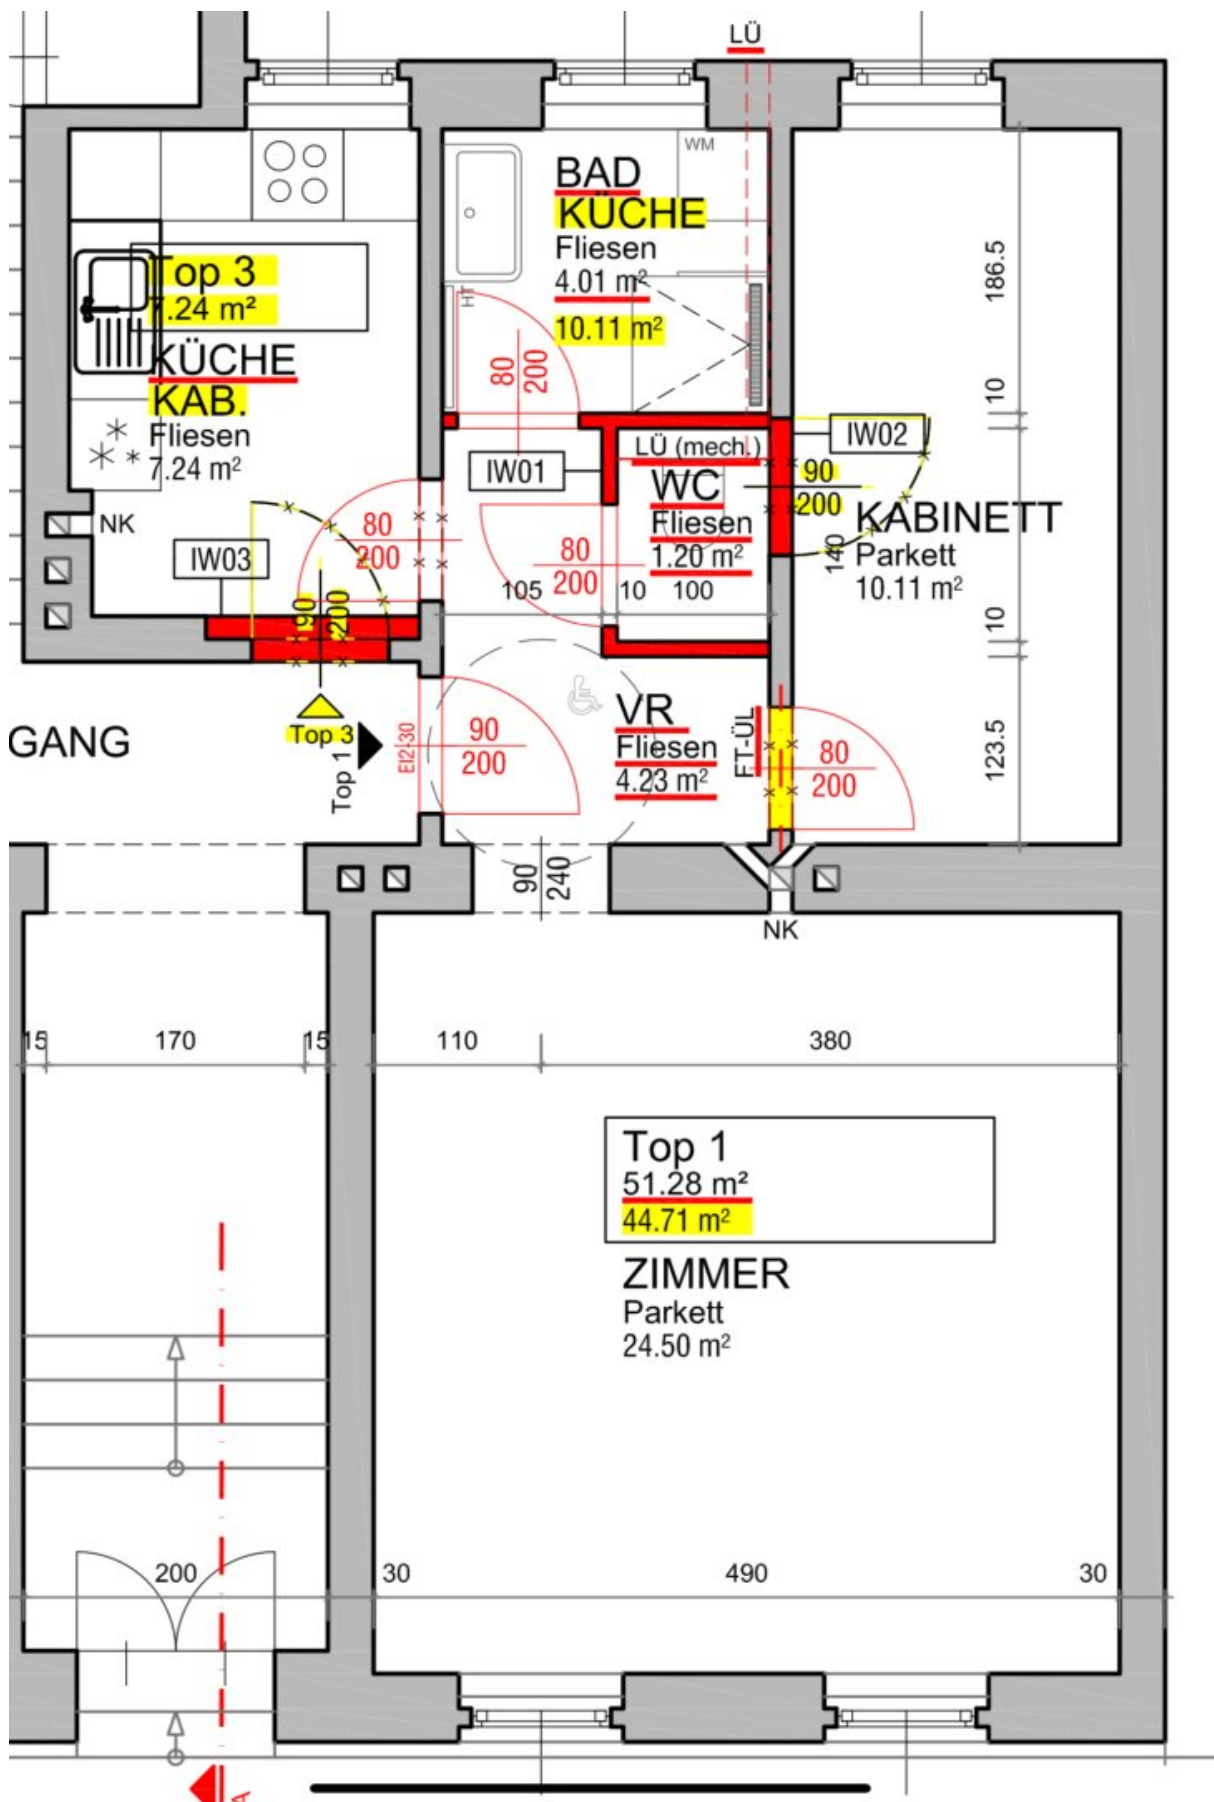 LÜ
WM
BAD
KÜCHE
Fliesen
4.01 m²
10.11 m²
HT
80
200
Top 3
7.24 m²
KÜCHE
KAB.
Fliesen
7.24 m²
NK
IW03
IW01
80
200
90
200
LÜ (mech.)
WC
Fliesen
1.20 m²
80
200
105
10
100
IW02
90
200
KABINETT
Parkett
10.11 m²
140
186.5
10
10
123.5
GANG
Top 3
Top 1
EI2-30
90
200
VR
Fliesen
4.23 m²
FT-ÜL
80
200
90
240
NK
15
170
15
110
380
Top 1
51.28 m²
44.71 m²
ZIMMER
Parkett
24.50 m²
200
30
490
30
A